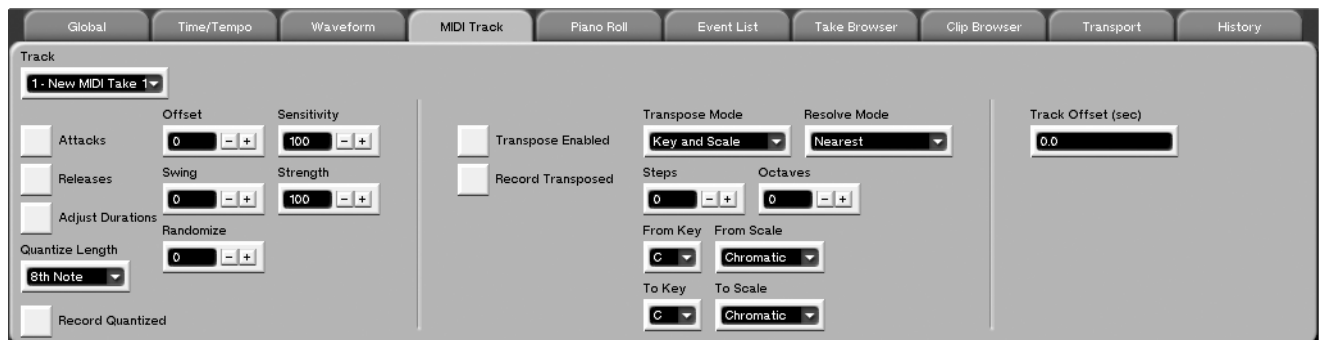 Global Time/Tempo Waveform MIDI Track Piano Roll Event List Take Browser Clip Browser Transport History
Track
1 - New MIDI Take 1
Offset Sensitivity
Attacks 0 - + 100 - +
Swing Strength
Releases 0 - + 100 - +
Adjust Durations
Randomize
0 - +
Quantize Length
8th Note
Record Quantized
Transpose Mode Resolve Mode
Transpose Enabled Key and Scale Nearest
Record Transposed
Steps Octaves
0 - + 0 - +
From Key From Scale
C Chromatic
To Key To Scale
C Chromatic
Track Offset (sec)
0.0